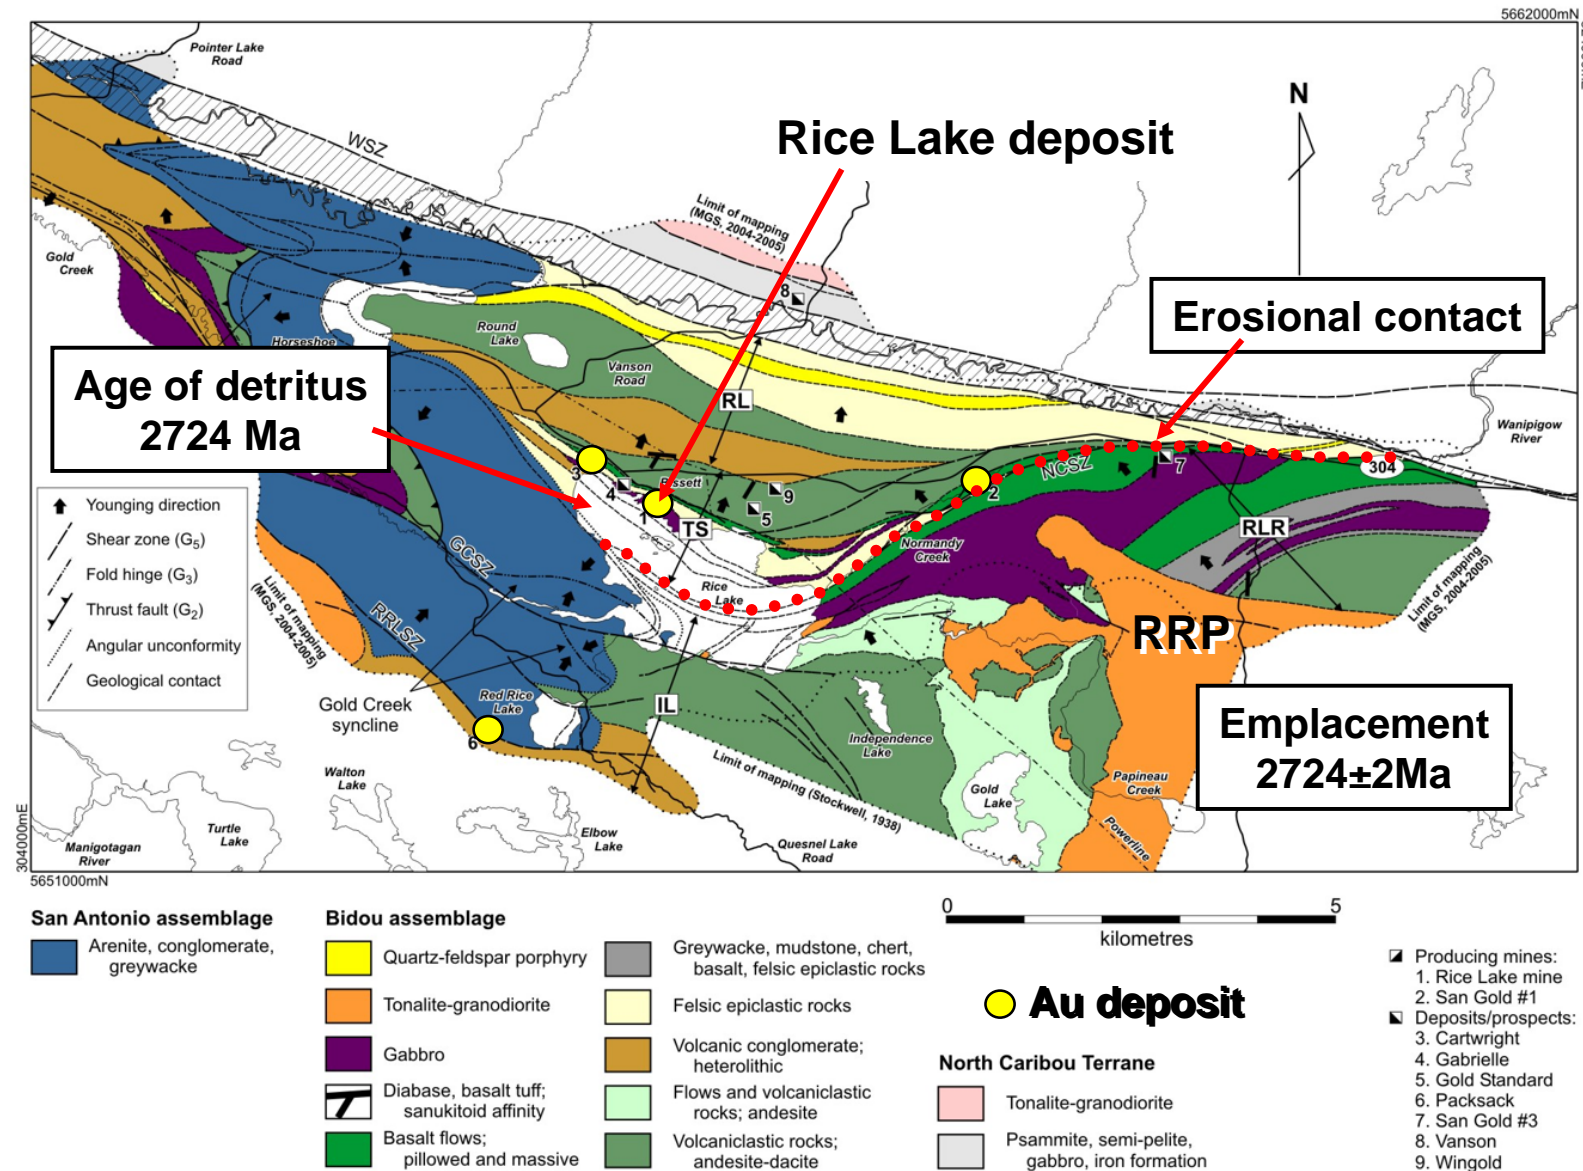 5662000mN
Pointer Lake
Road
WSZ
N
Rice Lake deposit
Limit of mapping
(MGS, 2004-2005)
Gold
Creek
8
Erosional contact
Round
Lake
Horseshoe
Age of detritus
2724 Ma
Vanson
Road
RL
Wanipigow
River
304
3
NCSZ
7
Bissett
4
9
2
1
5
TS
RLR
Younging direction
Shear zone (G5)
Fold hinge (G3)
Thrust fault (G2)
Angular unconformity
Geological contact
GCSZ
Normandy
Creek
Rice
Lake
RRLSZ
Limit of mapping
(MGS, 2004-2005)
Limit of mapping
(MGS, 2004-2005)
RRP
Gold Creek
syncline
Red Rice
Lake
6
IL
Independence
Lake
Emplacement
2724±2Ma
Limit of mapping (Stockwell, 1938)
Walton
Lake
Gold
Lake
Papineau
Creek
Powerline
Turtle
Lake
Elbow
Lake
Manigotagan
River
Quesnel Lake
Road
304000mE
5651000mN
San Antonio assemblage
Arenite, conglomerate,
greywacke
Bidou assemblage
Quartz-feldspar porphyry
Tonalite-granodiorite
Gabbro
Diabase, basalt tuff;
sanukitoid affinity
Basalt flows;
pillowed and massive
Greywacke, mudstone, chert,
basalt, felsic epiclastic rocks
Felsic epiclastic rocks
Volcanic conglomerate;
heterolithic
Flows and volcaniclastic
rocks; andesite
Volcaniclastic rocks;
andesite-dacite
0 5
kilometres
Au deposit
North Caribou Terrane
Tonalite-granodiorite
Psammite, semi-pelite,
gabbro, iron formation
Producing mines:
1. Rice Lake mine
2. San Gold #1
Deposits/prospects:
3. Cartwright
4. Gabrielle
5. Gold Standard
6. Packsack
7. San Gold #3
8. Vanson
9. Wingold